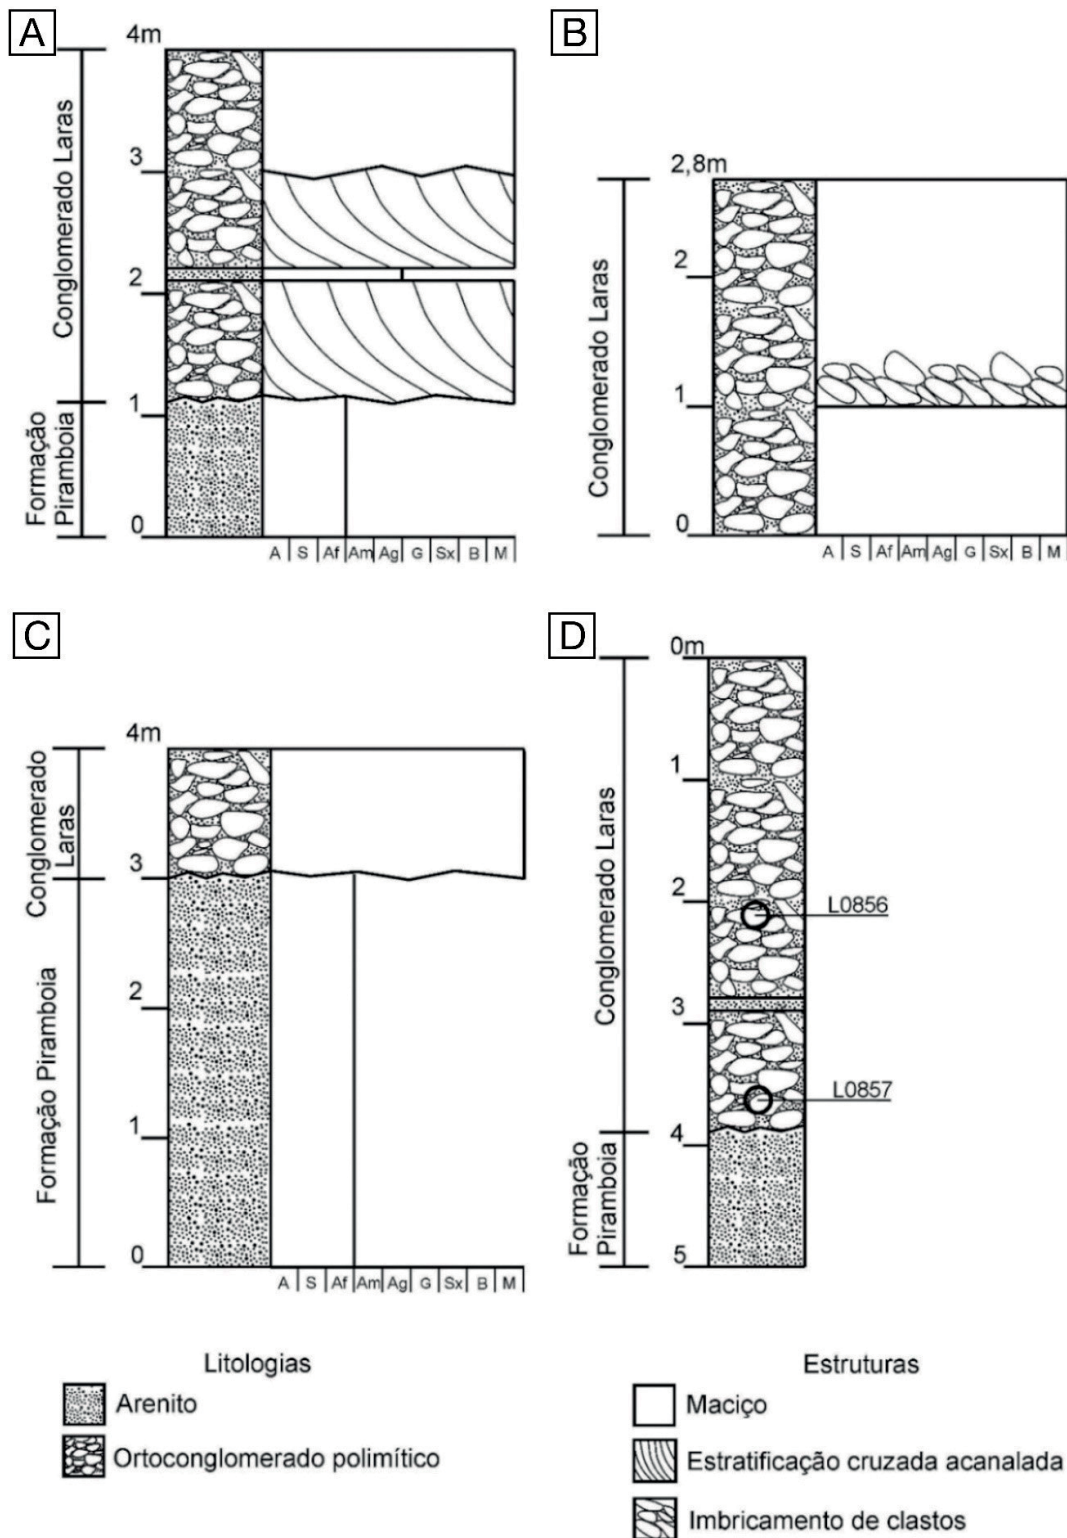 A
4m
3
2
1
0
Conglomerado Laras
Formação
Piramboia
A S Af Am Ag G Sx B M
B
2,8m
2
1
0
Conglomerado Laras
A S Af Am Ag G Sx B M
C
4m
3
2
1
0
Conglomerado
Laras
Formação Piramboia
A S Af Am Ag G Sx B M
D
0m
1
2
3
4
5
Conglomerado Laras
Formação
Piramboia
L0856
L0857
Litologias
Arenito
Ortoconglomerado polimítico
Estruturas
Maciço
Estratificação cruzada acanalada
Imbricamento de clastos